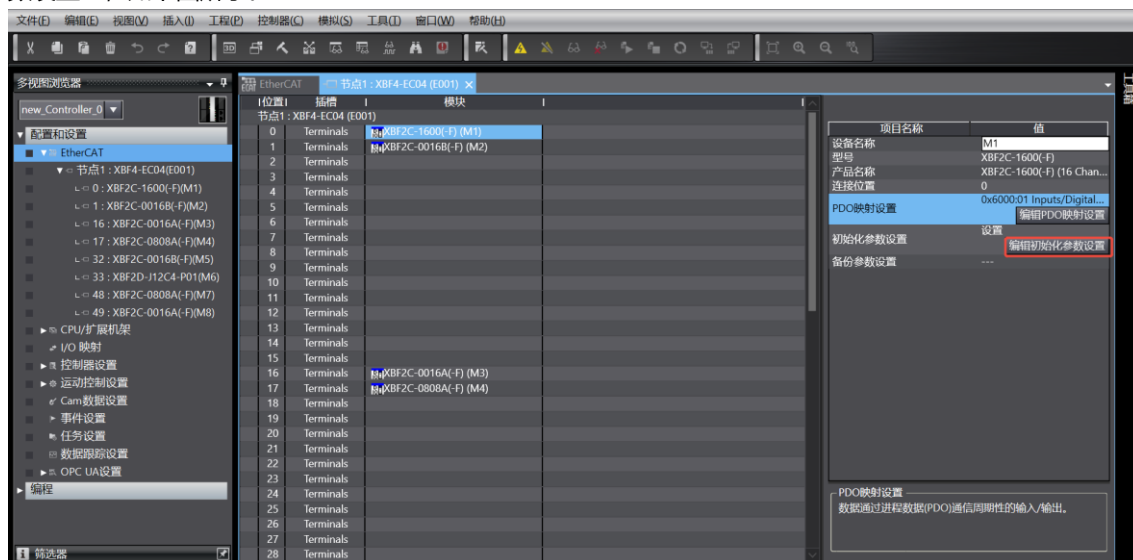 文件(F) 编辑(E) 视图(V) 插入(I) 工程(P) 控制器(C) 模拟(S) 工具(T) 窗口(W) 帮助(H)
多视图浏览器
new_Controller_0
配置和设置
EtherCAT
节点1 : XBF4-EC04(E001)
0 : XBF2C-1600(-F)(M1)
1 : XBF2C-0016B(-F)(M2)
16 : XBF2C-0016A(-F)(M3)
17 : XBF2C-0808A(-F)(M4)
32 : XBF2C-0016B(-F)(M5)
33 : XBF2D-J12C4-P01(M6)
48 : XBF2C-0808A(-F)(M7)
49 : XBF2C-0016A(-F)(M8)
CPU/扩展机架
I/O 映射
控制器设置
运动控制设置
Cam数据设置
事件设置
任务设置
数据跟踪设置
OPC UA设置
编程
筛选器
EtherCAT 节点1 : XBF4-EC04 (E001)
位置 插槽 模块
节点1 : XBF4-EC04 (E001)
0 Terminals XBF2C-1600(-F) (M1)
1 Terminals XBF2C-0016B(-F) (M2)
2 Terminals
3 Terminals
4 Terminals
5 Terminals
6 Terminals
7 Terminals
8 Terminals
9 Terminals
10 Terminals
11 Terminals
12 Terminals
13 Terminals
14 Terminals
15 Terminals
16 Terminals XBF2C-0016A(-F) (M3)
17 Terminals XBF2C-0808A(-F) (M4)
18 Terminals
19 Terminals
20 Terminals
21 Terminals
22 Terminals
23 Terminals
24 Terminals
25 Terminals
26 Terminals
27 Terminals
28 Terminals
项目名称 值
设备名称 M1
型号 XBF2C-1600(-F)
产品名称 XBF2C-1600(-F) (16 Chan...
连接位置 0
PDO映射设置 0x6000:01 Inputs/Digital...
编辑PDO映射设置
初始化参数设置 设置
编辑初始化参数设置
备份参数设置 ---
PDO映射设置
数据通过进程数据(PDO)通信周期性的输入/输出。
工具箱